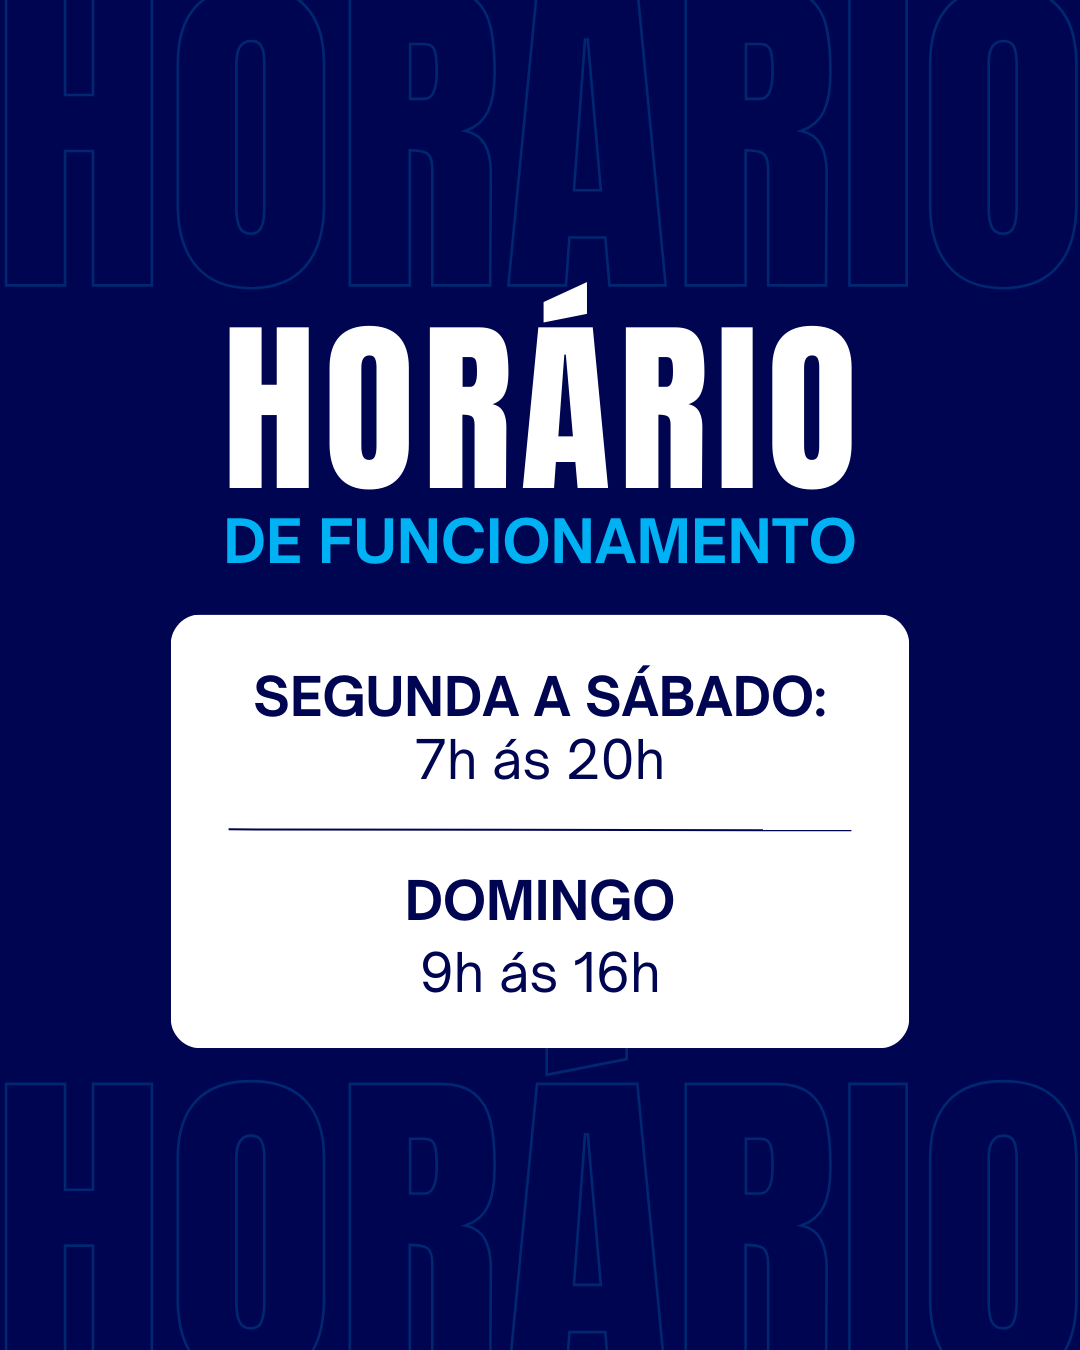 HORÁRIO
HORÁRIO
DE FUNCIONAMENTO
SEGUNDA A SÁBADO:
7h ás 20h
DOMINGO
9h ás 16h
HORÁRIO